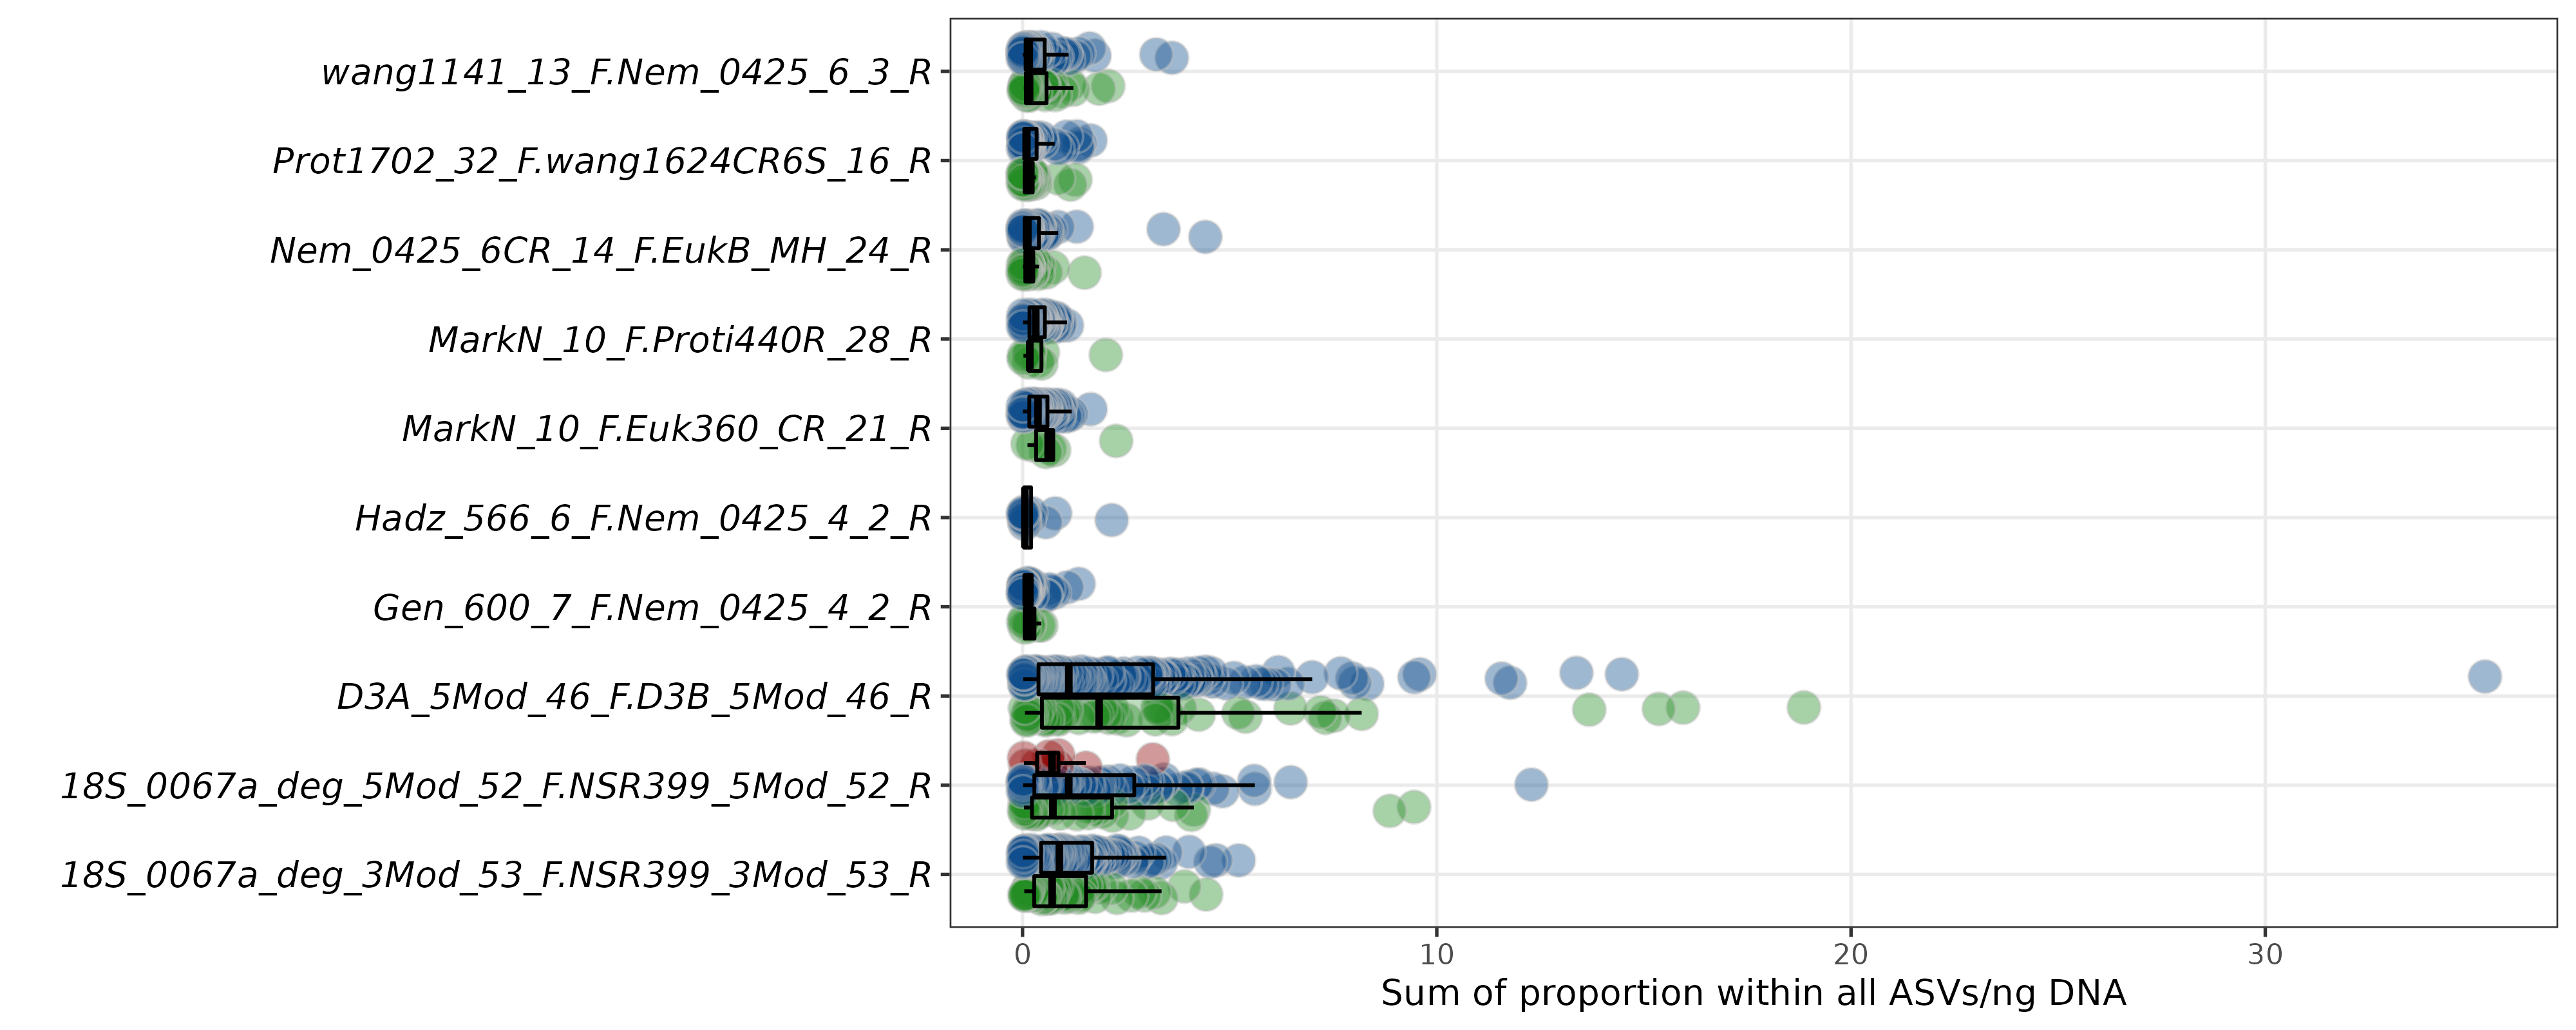 wang1141_13_F.Nem_0425_6_3_R
Prot1702_32_F.wang1624CR6S_16_R
Nem_0425_6CR_14_F.EukB_MH_24_R
MarkN_10_F.Proti440R_28_R
MarkN_10_F.Euk360_CR_21_R
Hadz_566_6_F.Nem_0425_4_2_R
Gen_600_7_F.Nem_0425_4_2_R
D3A_5Mod_46_F.D3B_5Mod_46_R
18S_0067a_deg_5Mod_52_F.NSR399_5Mod_52_R
18S_0067a_deg_3Mod_53_F.NSR399_3Mod_53_R
0 10 20 30
Sum of proportion within all ASVs/ng DNA